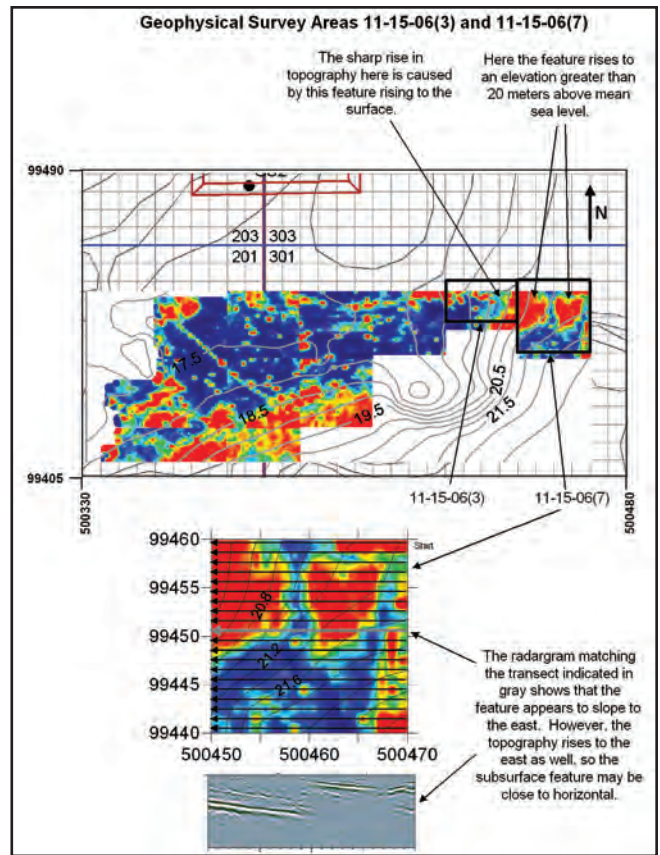 Geophysical Survey Areas 11-15-06(3) and 11-15-06(7)
The sharp rise in
topography here is caused
by this feature rising to the
surface.
Here the feature rises to
an elevation greater than
20 meters above mean
sea level.
99490
N
203 303
201 301
17.5
18.5
19.5
20.5
21.5
99405
500330
500480
11-15-06(3)
11-15-06(7)
99460
Start
99455
20.8
99450
21.2
99445
21.6
99440
500450
500460
500470
The radargram matching
the transect indicated in
gray shows that the
feature appears to slope to
the east. However, the
topography rises to the
east as well, so the
subsurface feature may be
close to horizontal.